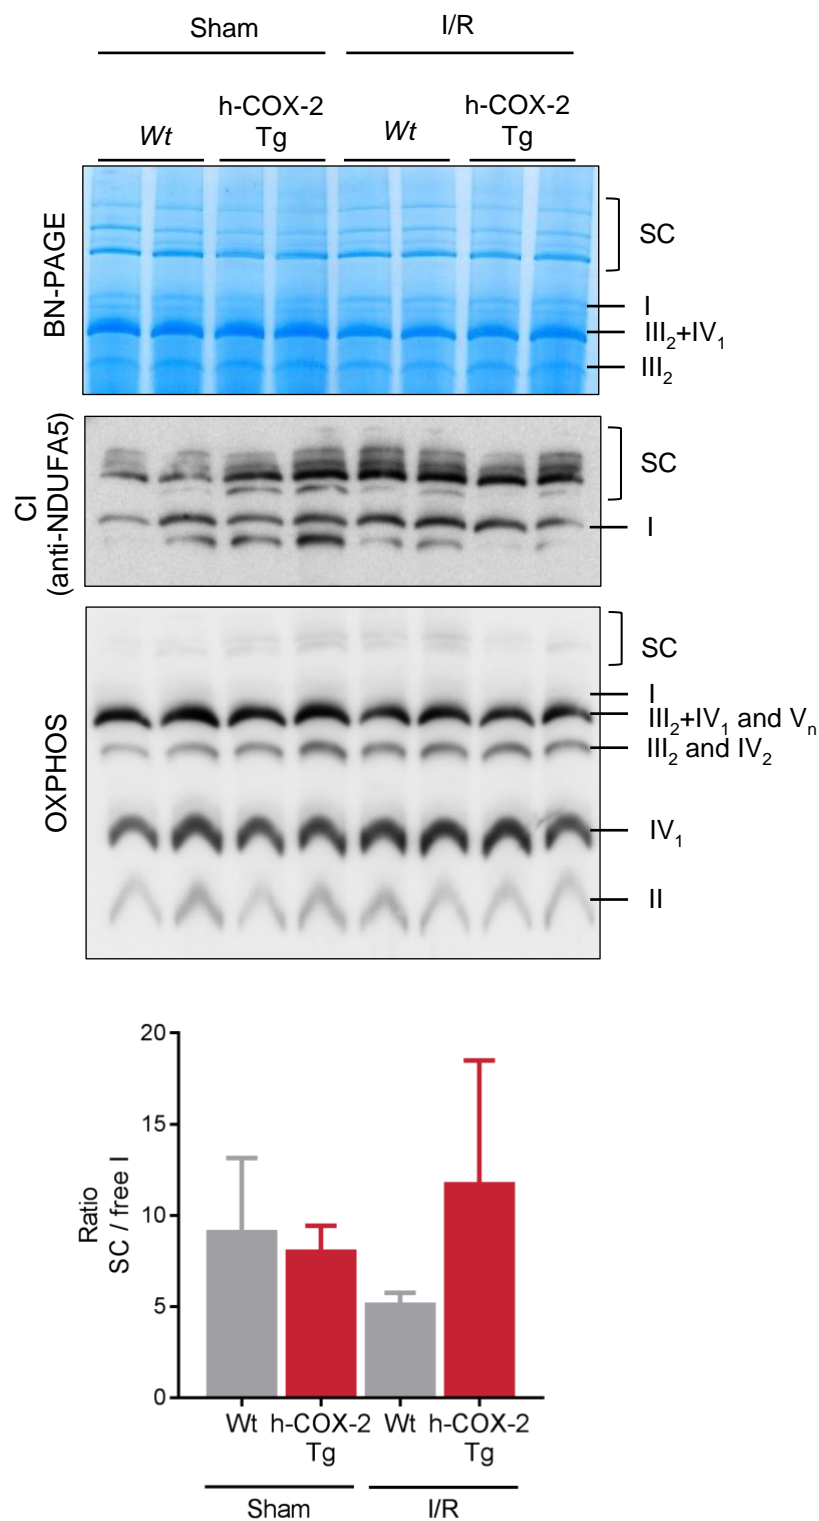 Sham I/R
Wt h-COX-2 Tg Wt h-COX-2 Tg
BN-PAGE
SC
I
III2+IV1
III2
CI
(anti-NDUFA5)
SC
I
OXPHOS
SC
I
III2+IV1 and Vn
III2 and IV2
IV1
II
Ratio
SC / free I
20
15
10
5
0
Wt h-COX-2 Tg Wt h-COX-2 Tg
Sham I/R